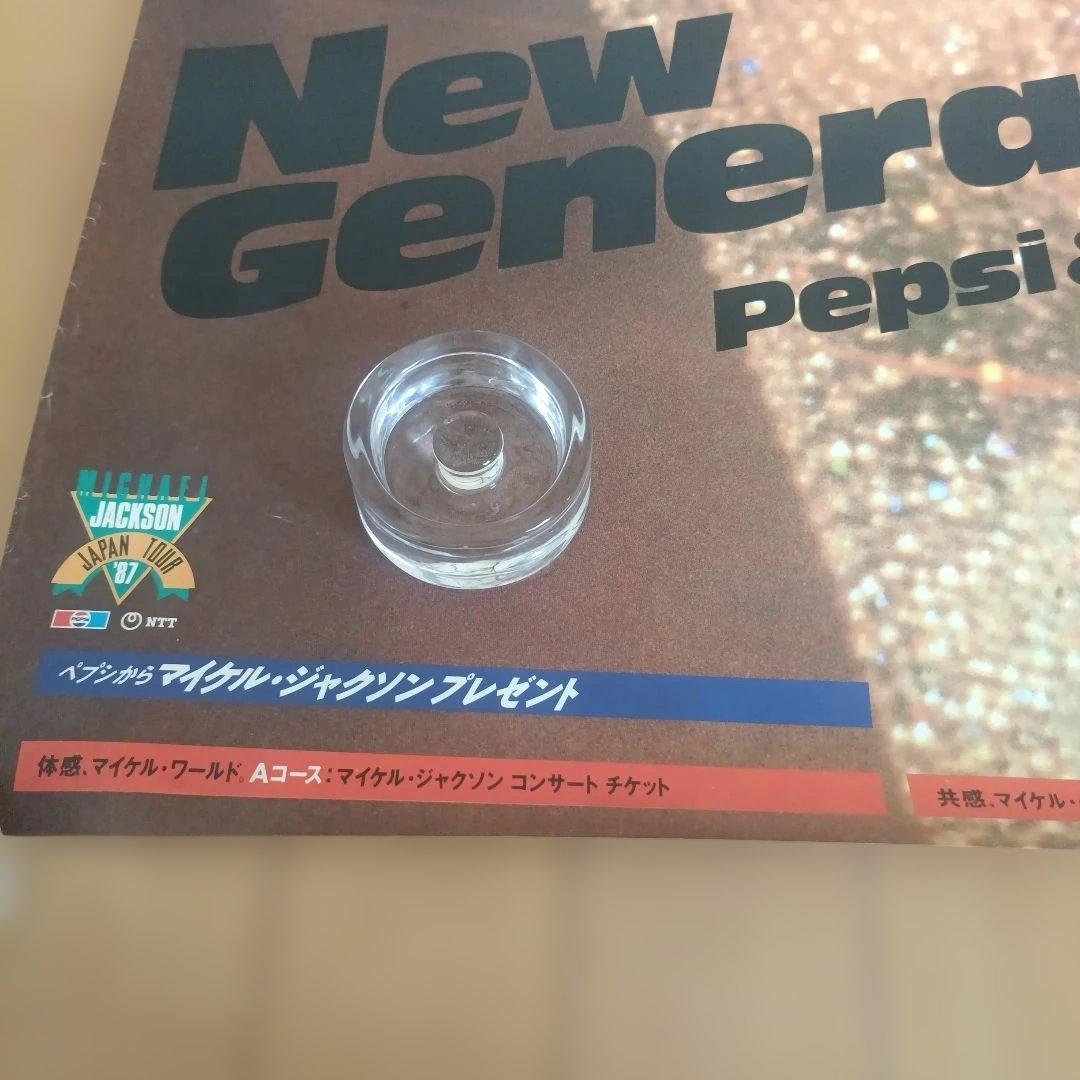 New
Genera
Pepsi &
MICHAEL
JACKSON
JAPAN TOUR
'87
NTT
ペプシからマイケル・ジャクソンプレゼント
体感、マイケル・ワールド。Aコース:マイケル・ジャクソン コンサート チケット
共感、マイケル・